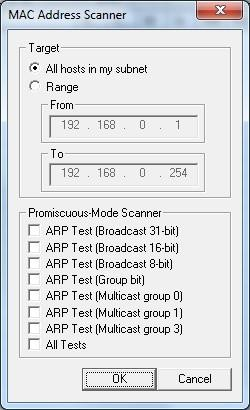 MAC Address Scanner
Target
All hosts in my subnet
Range
From
192 . 168 . 0 . 1
To
192 . 168 . 0 . 254
Promiscuous-Mode Scanner
ARP Test (Broadcast 31-bit)
ARP Test (Broadcast 16-bit)
ARP Test (Broadcast 8-bit)
ARP Test (Group bit)
ARP Test (Multicast group 0)
ARP Test (Multicast group 1)
ARP Test (Multicast group 3)
All Tests
OK Cancel